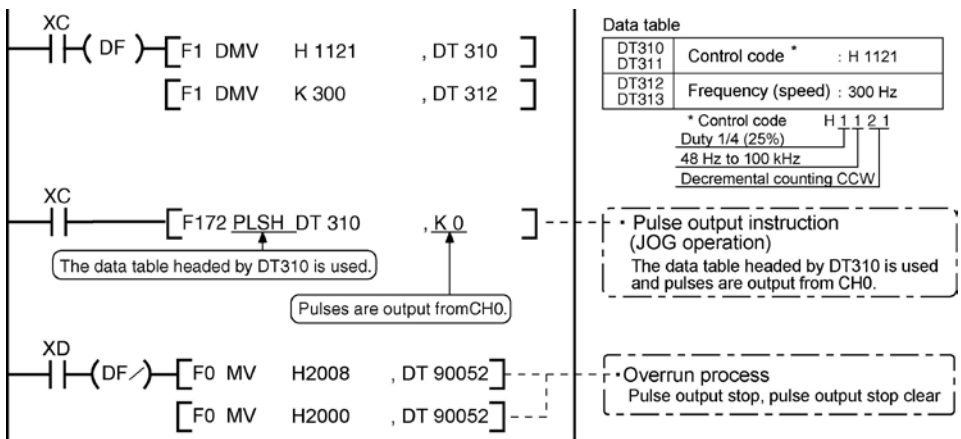 XC
( DF ) F1 DMV H 1121 , DT 310
F1 DMV K 300 , DT 312
XC
F172 PLSH DT 310 , K 0
The data table headed by DT310 is used.
Pulses are output fromCH0.
XD
(DF/) F0 MV H2008 , DT 90052
F0 MV H2000 , DT 90052
Data table
DT310
DT311
Control code * : H 1121
DT312
DT313
Frequency (speed) : 300 Hz
* Control code H 1 1 2 1
Duty 1/4 (25%)
48 Hz to 100 kHz
Decremental counting CCW
· Pulse output instruction
(JOG operation)
The data table headed by DT310 is used
and pulses are output from CH0.
·Overrun process
Pulse output stop, pulse output stop clear